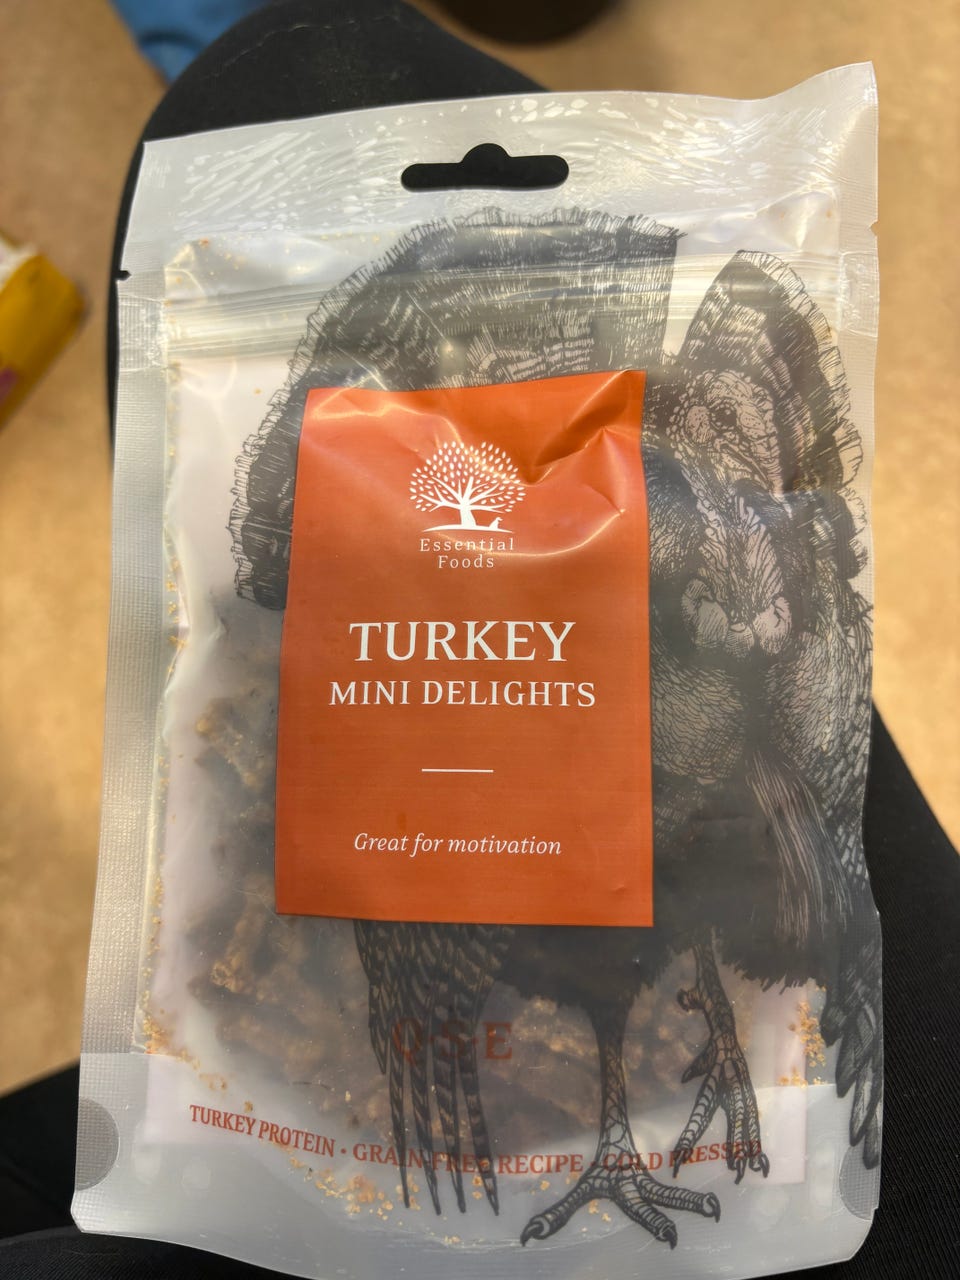 Essential
Foods
TURKEY
MINI DELIGHTS
Great for motivation
Q·S·E
TURKEY PROTEIN · GRAIN-FREE RECIPE · COLD PRESSED